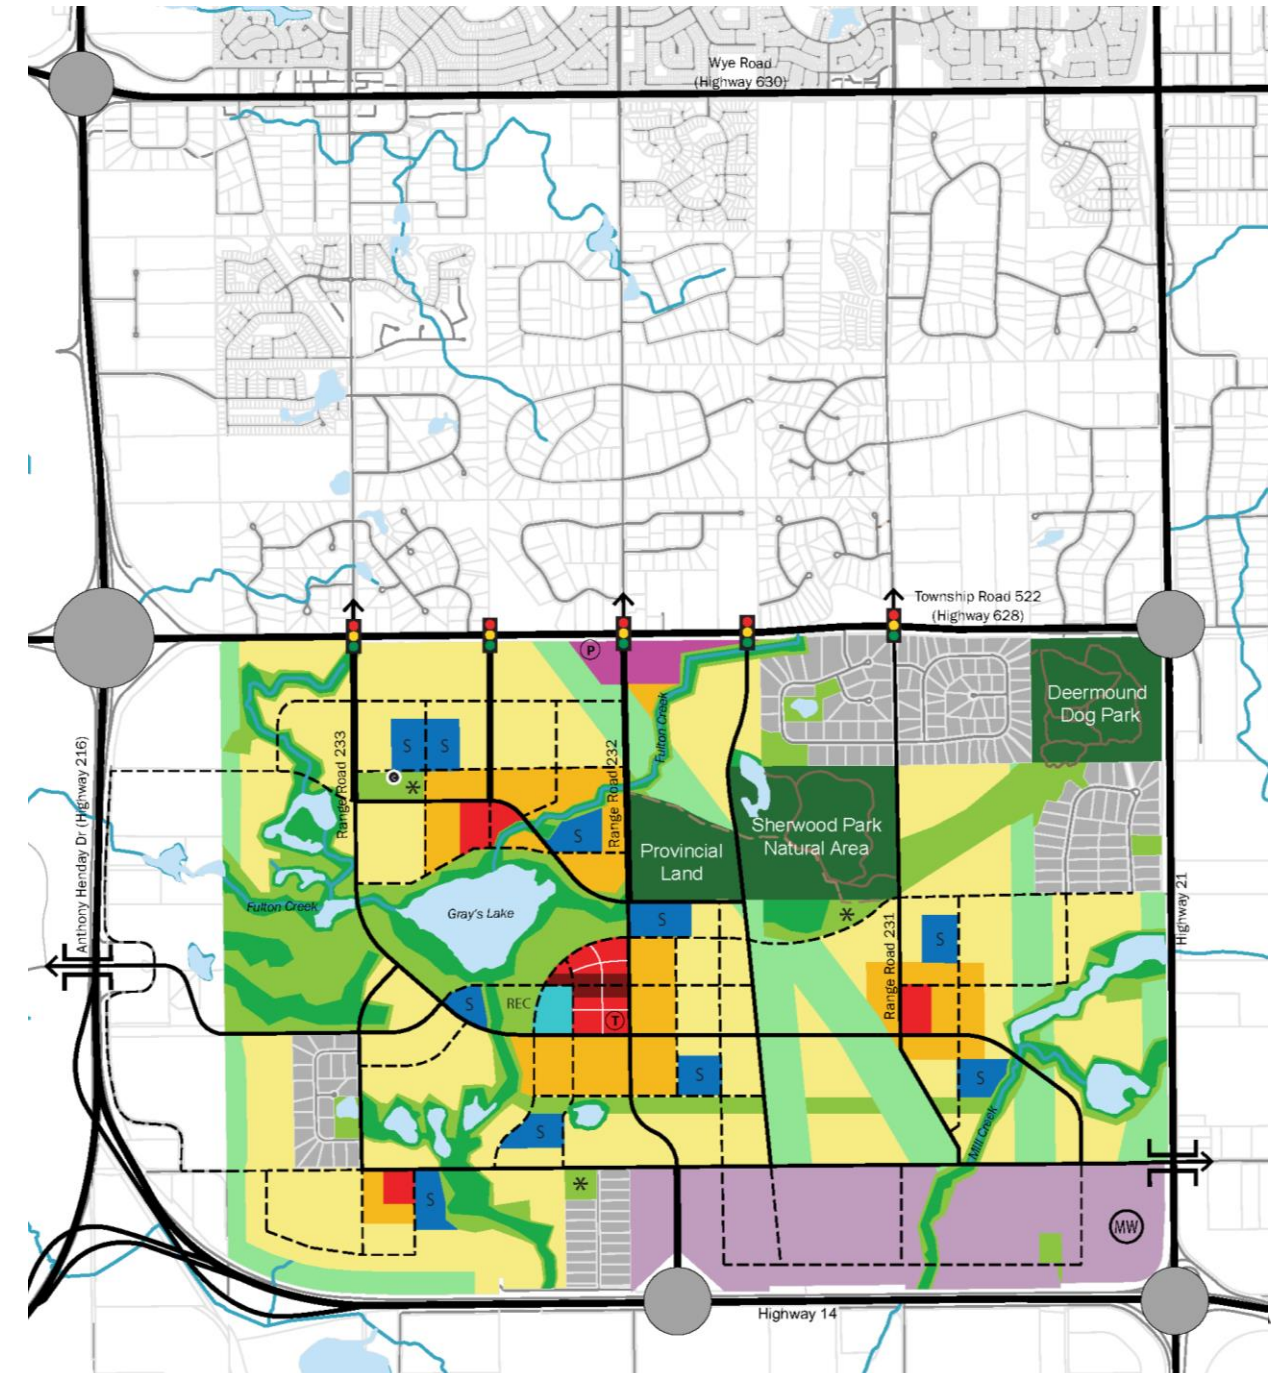 Wye Road
(Highway 630)
Township Road 522
(Highway 628)
P
Deermound
Dog Park
Fulton Creek
S S
Range Road 233
Range Road 232
Anthony Henday Dr (Highway 216)
*
S
Sherwood Park
Natural Area
Provincial
Land
Fulton Creek
Gray's Lake
S
*
Highway 21
S
Range Road 231
S
REC
T
S
S
S
Mill Creek
S
*
MW
Highway 14